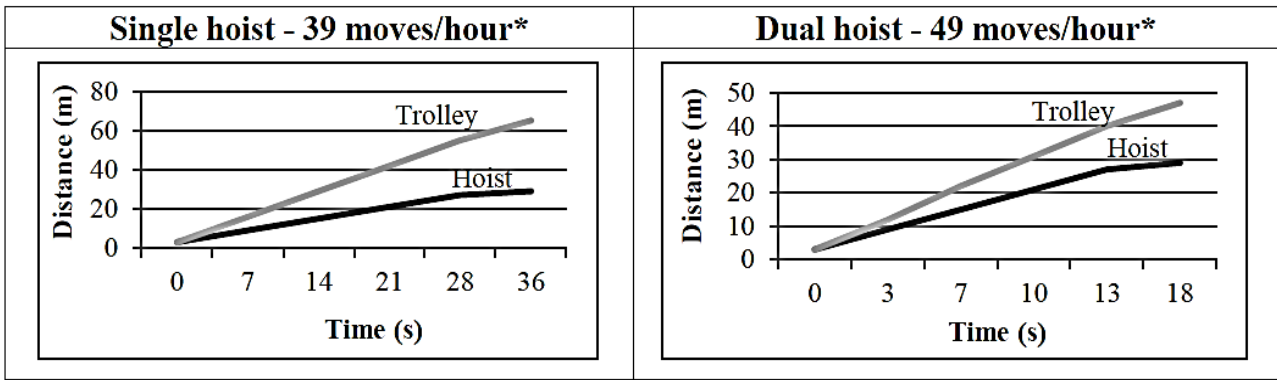 Single hoist - 39 moves/hour*
Dual hoist - 49 moves/hour*
Distance (m)
80
60
40
20
0
Trolley
Hoist
0 7 14 21 28 36
Time (s)
Distance (m)
50
40
30
20
10
0
Trolley
Hoist
0 3 7 10 13 18
Time (s)